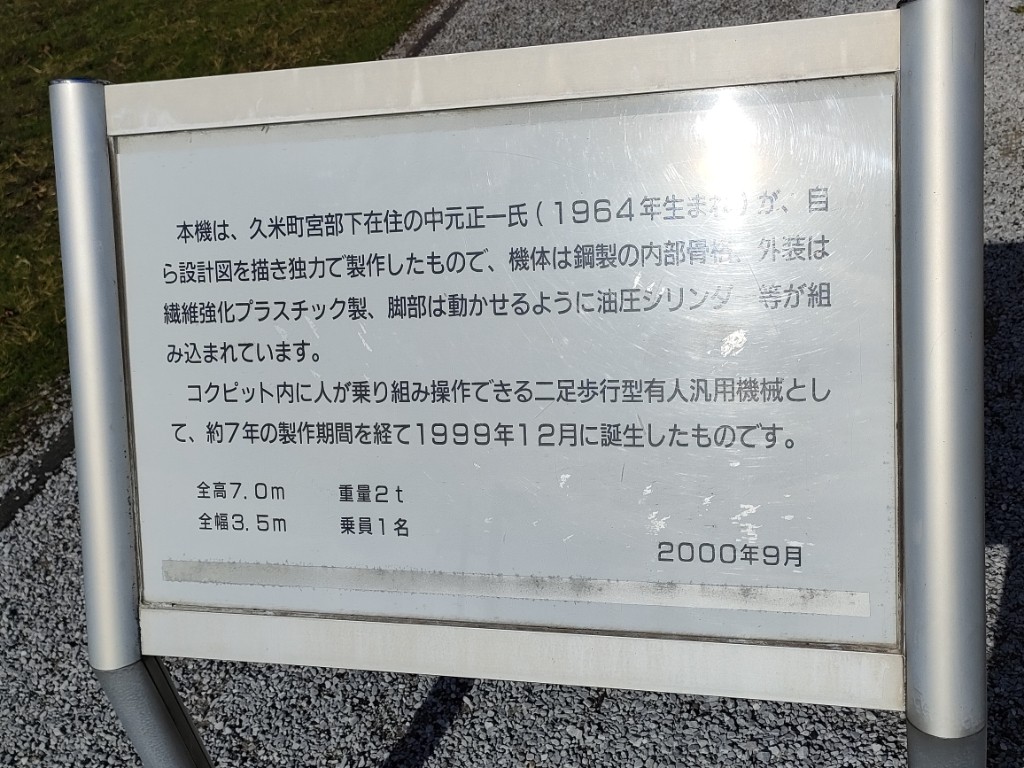 本機は、久米町宮部下在住の中元正一氏（1964年生まれ）が、自
ら設計図を描き独力で製作したもので、機体は鋼製の内部骨格、外装は
繊維強化プラスチック製、脚部は動かせるように油圧シリンダー等が組
み込まれています。
コクピット内に人が乗り組み操作できる二足歩行型有人汎用機械とし
て、約7年の製作期間を経て1999年12月に誕生したものです。
全高7.0m 重量2t
全幅3.5m 乗員1名
2000年9月